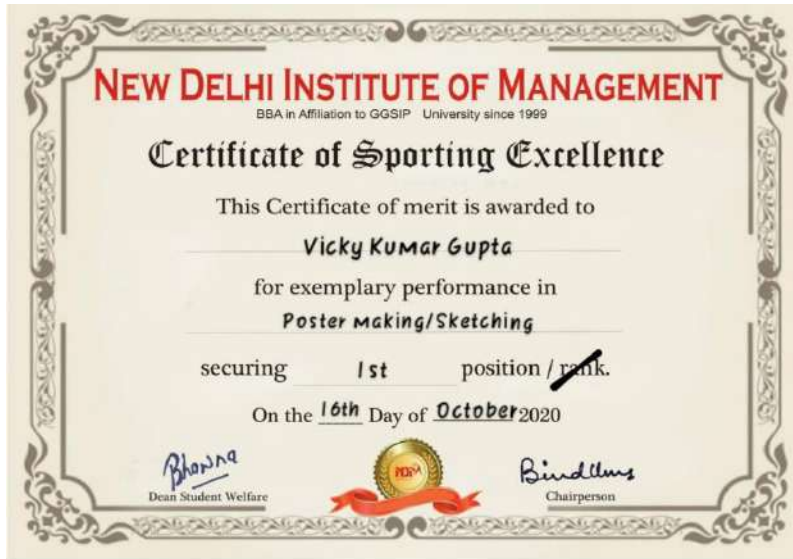 NEW DELHI INSTITUTE OF MANAGEMENT
BBA in Affiliation to GGSIP University since 1999
Certificate of Sporting Excellence
This Certificate of merit is awarded to
Vicky Kumar Gupta
for exemplary performance in
Poster Making/Sketching
securing 1st position / rank.
On the 16th Day of October 2020
Dean Student Welfare
Chairperson